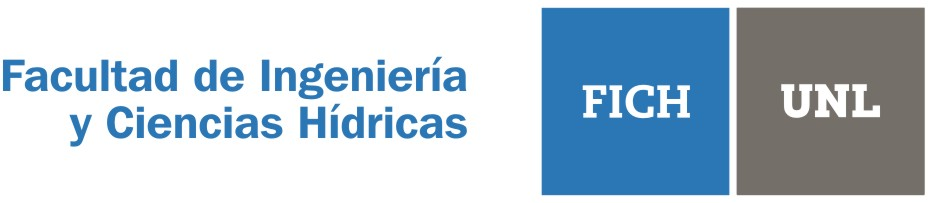 Facultad de Ingeniería
y Ciencias Hídricas
FICH
UNL